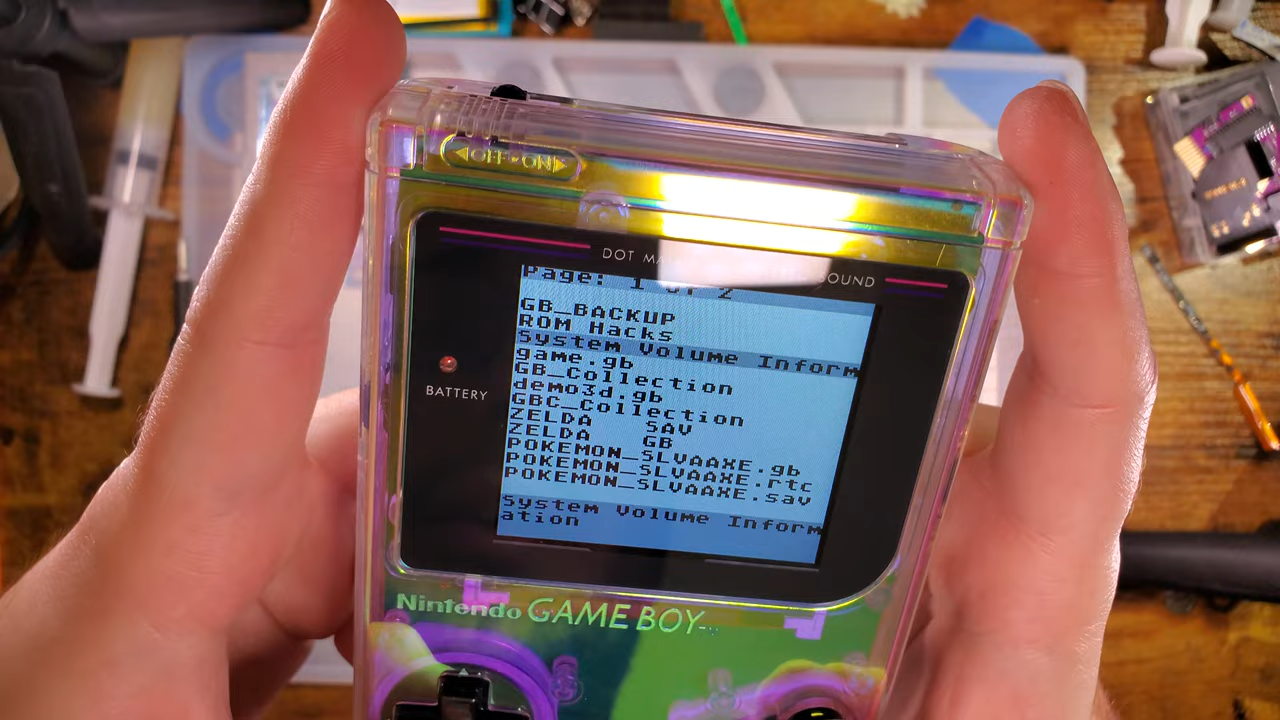 OFF•ON
DOT MA OUND
Page: 1 of 2
GB_BACKUP
ROM Hacks
System Volume Inform
game.gb
GB_Collection
demo3d.gb
GBC_Collection
ZELDA SAV
ZELDA GB
POKEMON_SLVAAXE.gb
POKEMON_SLVAAXE.rtc
POKEMON_SLVAAXE.sav
System Volume Inform
ation
BATTERY
Nintendo GAME BOY